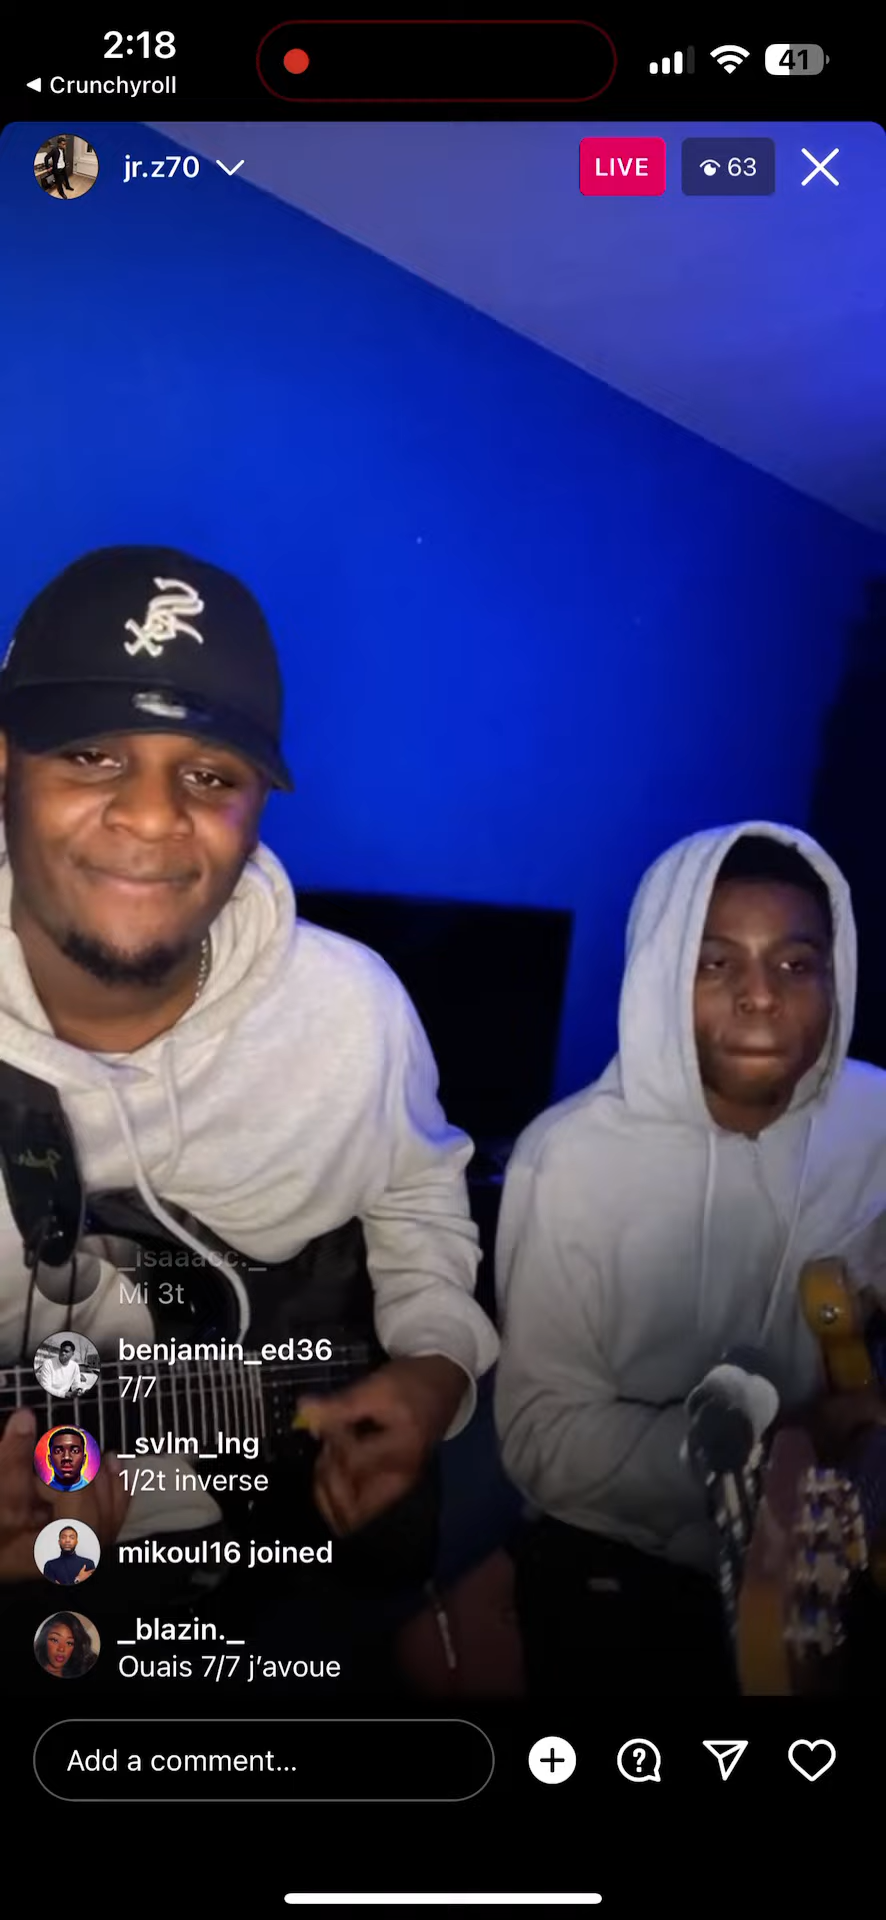 2:18
41
◀ Crunchyroll
jr.z70
LIVE
63
_isaaacc._
Mi 3t
benjamin_ed36
7/7
_svlm_lng
1/2t inverse
mikoul16 joined
_blazin._
Ouais 7/7 j’avoue
Add a comment...